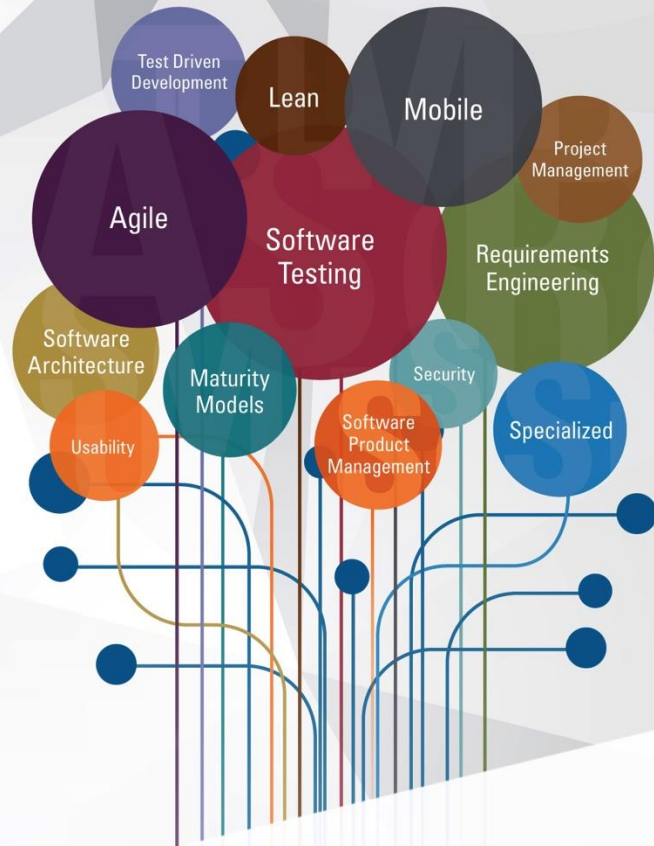 Test Driven
Development
Lean
Mobile
Project
Management
Agile
Software
Testing
Requirements
Engineering
Software
Architecture
Maturity
Models
Security
Usability
Software
Product
Management
Specialized